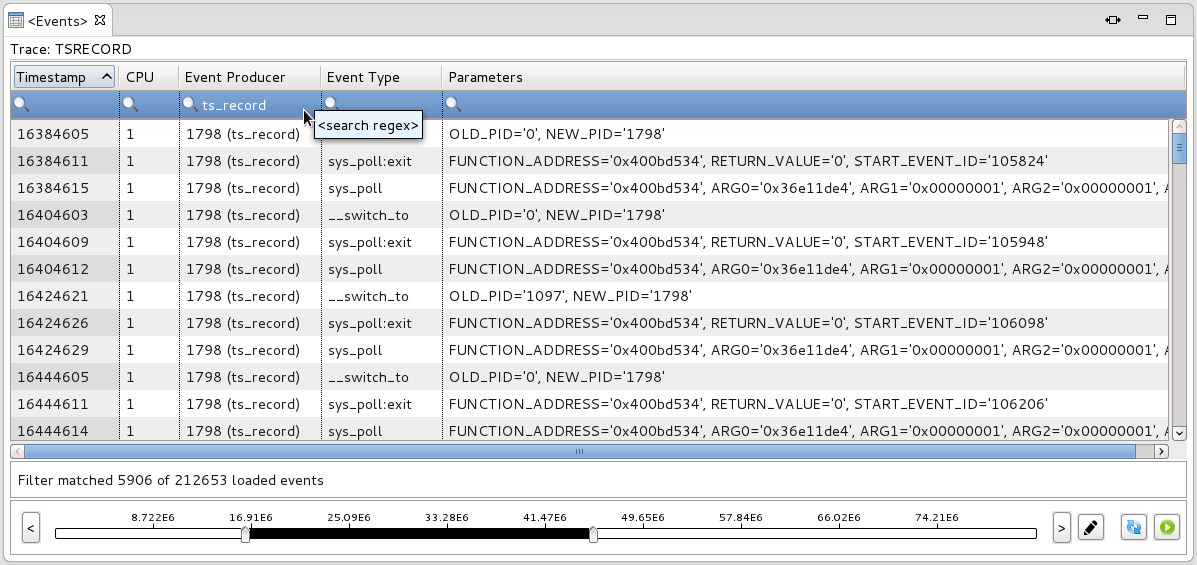 <Events>
Trace: TSRECORD
Timestamp CPU Event Producer Event Type Parameters
ts_record
<search regex>
16384605 1 1798 (ts_record) OLD_PID='0', NEW_PID='1798'
16384611 1 1798 (ts_record) sys_poll:exit FUNCTION_ADDRESS='0x400bd534', RETURN_VALUE='0', START_EVENT_ID='105824'
16384615 1 1798 (ts_record) sys_poll FUNCTION_ADDRESS='0x400bd534', ARG0='0x36e11de4', ARG1='0x00000001', ARG2='0x00000001',
16404603 1 1798 (ts_record) __switch_to OLD_PID='0', NEW_PID='1798'
16404609 1 1798 (ts_record) sys_poll:exit FUNCTION_ADDRESS='0x400bd534', RETURN_VALUE='0', START_EVENT_ID='105948'
16404612 1 1798 (ts_record) sys_poll FUNCTION_ADDRESS='0x400bd534', ARG0='0x36e11de4', ARG1='0x00000001', ARG2='0x00000001',
16424621 1 1798 (ts_record) __switch_to OLD_PID='1097', NEW_PID='1798'
16424626 1 1798 (ts_record) sys_poll:exit FUNCTION_ADDRESS='0x400bd534', RETURN_VALUE='0', START_EVENT_ID='106098'
16424629 1 1798 (ts_record) sys_poll FUNCTION_ADDRESS='0x400bd534', ARG0='0x36e11de4', ARG1='0x00000001', ARG2='0x00000001',
16444605 1 1798 (ts_record) __switch_to OLD_PID='0', NEW_PID='1798'
16444611 1 1798 (ts_record) sys_poll:exit FUNCTION_ADDRESS='0x400bd534', RETURN_VALUE='0', START_EVENT_ID='106206'
16444614 1 1798 (ts_record) sys_poll FUNCTION_ADDRESS='0x400bd534', ARG0='0x36e11de4', ARG1='0x00000001', ARG2='0x00000001',
Filter matched 5906 of 212653 loaded events
8.722E6 16.91E6 25.09E6 33.28E6 41.47E6 49.65E6 57.84E6 66.02E6 74.21E6
< >